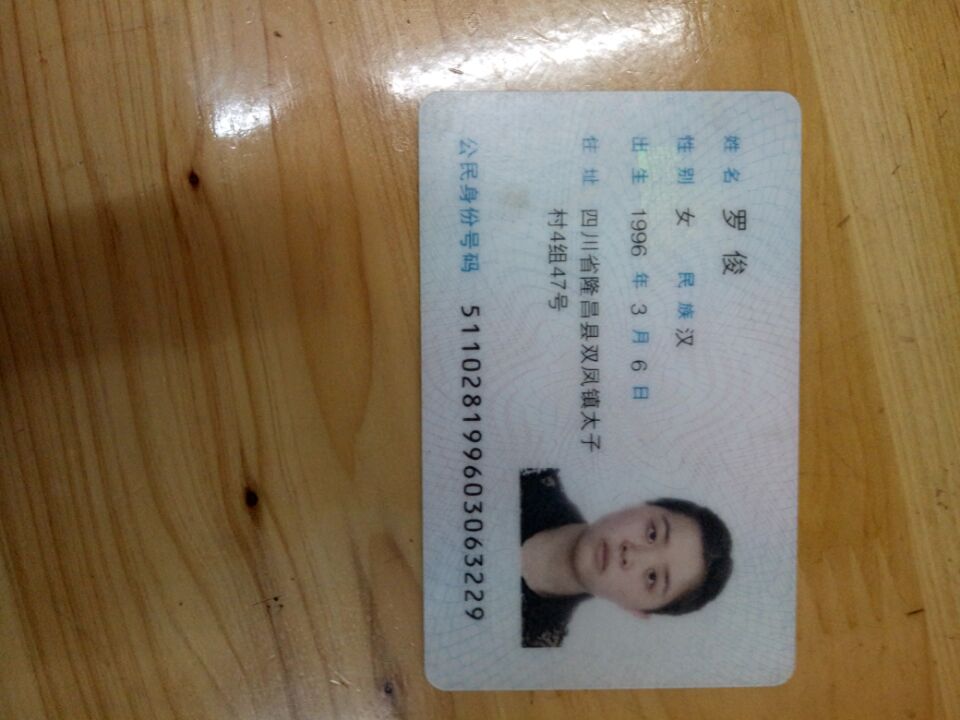 姓名 罗俊
性别 女 民族 汉
出生 1996 年 3 月 6 日
住址 四川省隆昌县双凤镇太子
村4组47号
公民身份号码 511028199603063229